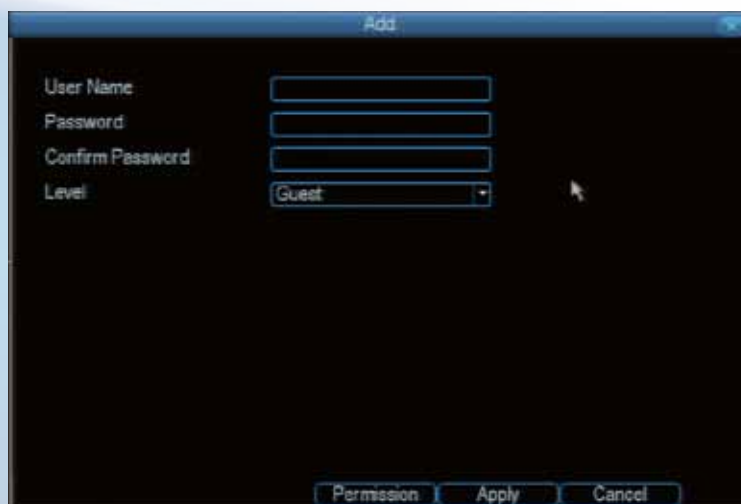 Add
User Name
Password
Confirm Password
Level Guest
Permission Apply Cancel